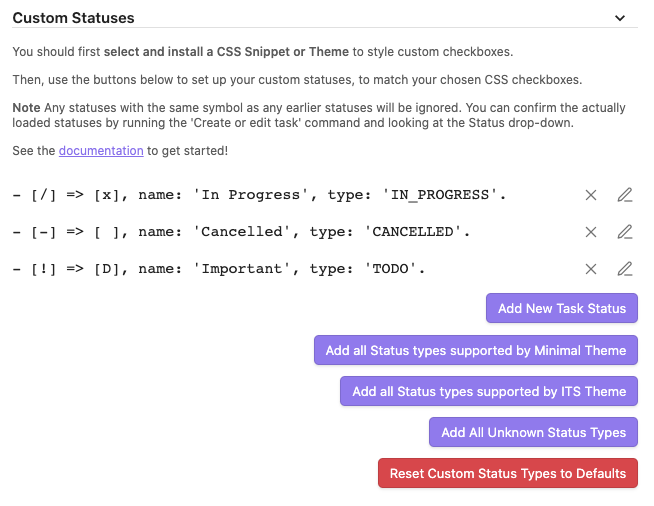 Custom Statuses
You should first select and install a CSS Snippet or Theme to style custom checkboxes.
Then, use the buttons below to set up your custom statuses, to match your chosen CSS checkboxes.
Note Any statuses with the same symbol as any earlier statuses will be ignored. You can confirm the actually
loaded statuses by running the 'Create or edit task' command and looking at the Status drop-down.
See the documentation to get started!
- [/] => [x], name: 'In Progress', type: 'IN_PROGRESS'.
- [-] => [ ], name: 'Cancelled', type: 'CANCELLED'.
- [!] => [D], name: 'Important', type: 'TODO'.
Add New Task Status
Add all Status types supported by Minimal Theme
Add all Status types supported by ITS Theme
Add All Unknown Status Types
Reset Custom Status Types to Defaults